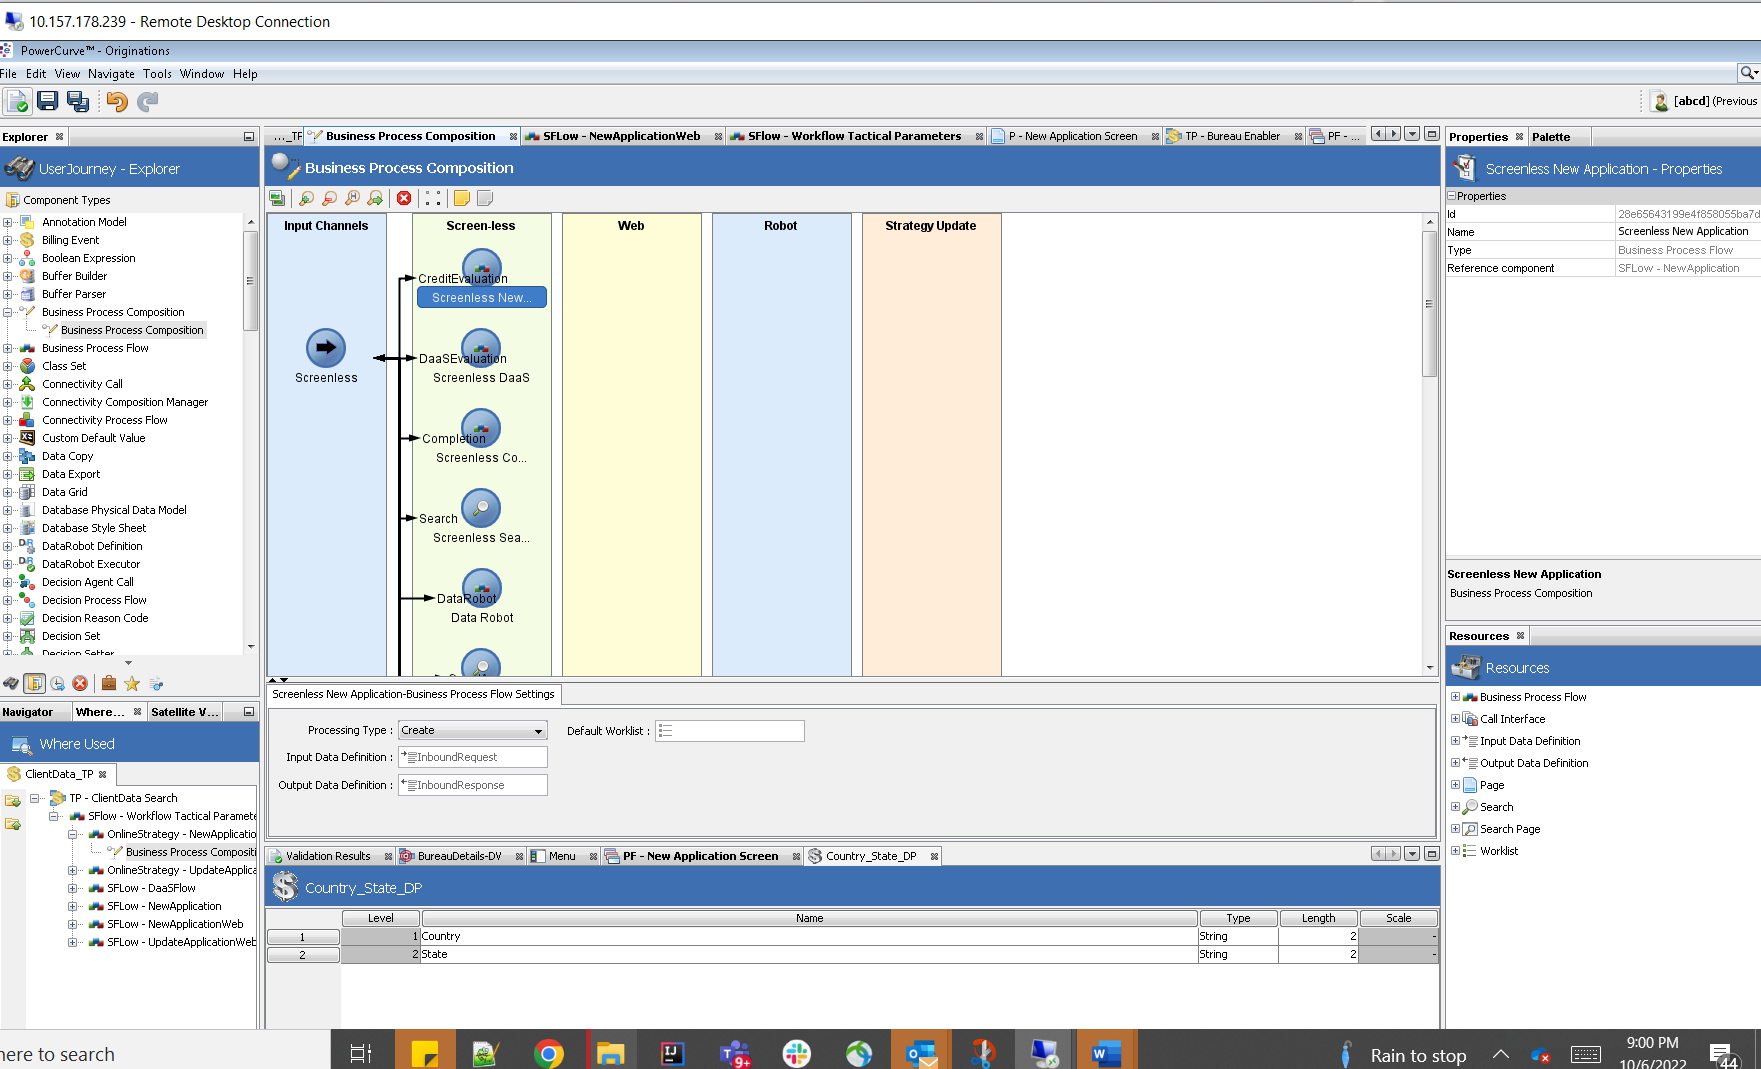 10.157.178.239 - Remote Desktop Connection
PowerCurve™ - Originations
File Edit View Navigate Tools Window Help
[abcd] (Previous
Explorer
UserJourney - Explorer
Component Types
Annotation Model
Billing Event
Boolean Expression
Buffer Builder
Buffer Parser
Business Process Composition
Business Process Composition
Business Process Flow
Class Set
Connectivity Call
Connectivity Composition Manager
Connectivity Process Flow
Custom Default Value
Data Copy
Data Export
Data Grid
Database Physical Data Model
Database Style Sheet
DataRobot Definition
DataRobot Executor
Decision Agent Call
Decision Process Flow
Decision Reason Code
Decision Set
Decision Setter
Navigator Where... Satellite V...
Where Used
ClientData_TP
TP - ClientData Search
SFlow - Workflow Tactical Paramete
OnlineStrategy - NewApplicatio
Business Process Compositi
OnlineStrategy - UpdateApplica
SFLow - DaaSFlow
SFLow - NewApplication
SFLow - NewApplicationWeb
SFLow - UpdateApplicationWeb
..._TP Business Process Composition SFLow - NewApplicationWeb SFlow - Workflow Tactical Parameters P - New Application Screen TP - Bureau Enabler PF - ...
Business Process Composition
Input Channels Screen-less Web Robot Strategy Update
CreditEvaluation
Screenless New...
Screenless
DaaSEvaluation
Screenless DaaS
Completion
Screenless Co...
Search
Screenless Sea...
DataRobot
Data Robot
Screenless New Application-Business Process Flow Settings
Processing Type : Create Default Worklist :
Input Data Definition : InboundRequest
Output Data Definition : InboundResponse
Validation Results BureauDetails-DV Menu PF - New Application Screen Country_State_DP
Country_State_DP
Level Name Type Length Scale
1 1 Country String 2 -
2 2 State String 2 -
Properties Palette
Screenless New Application - Properties
Properties
Id 28e65643199e4f858055ba7d
Name Screenless New Application
Type Business Process Flow
Reference component SFLow - NewApplication
Screenless New Application
Business Process Composition
Resources
Resources
Business Process Flow
Call Interface
Input Data Definition
Output Data Definition
Page
Search
Search Page
Worklist
here to search
9+
Rain to stop
9:00 PM
10/6/2022
44